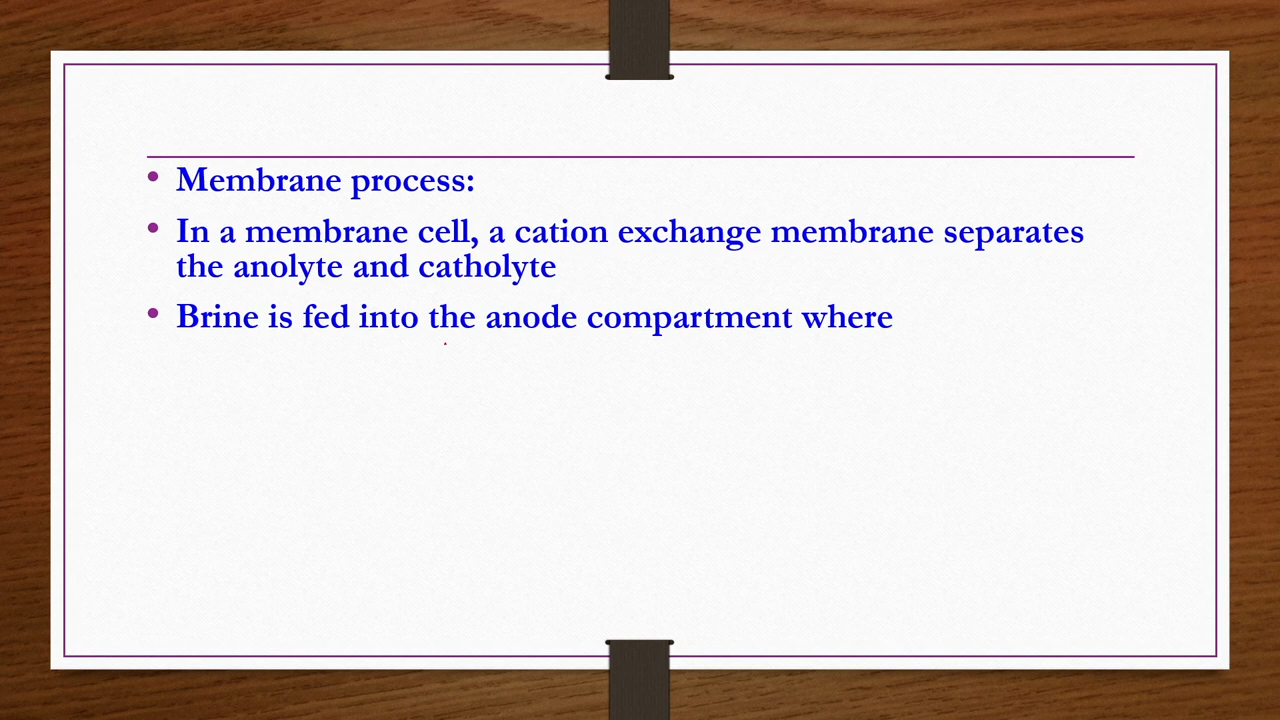 • Membrane process:
• In a membrane cell, a cation exchange membrane separates
the anolyte and catholyte
• Brine is fed into the anode compartment where